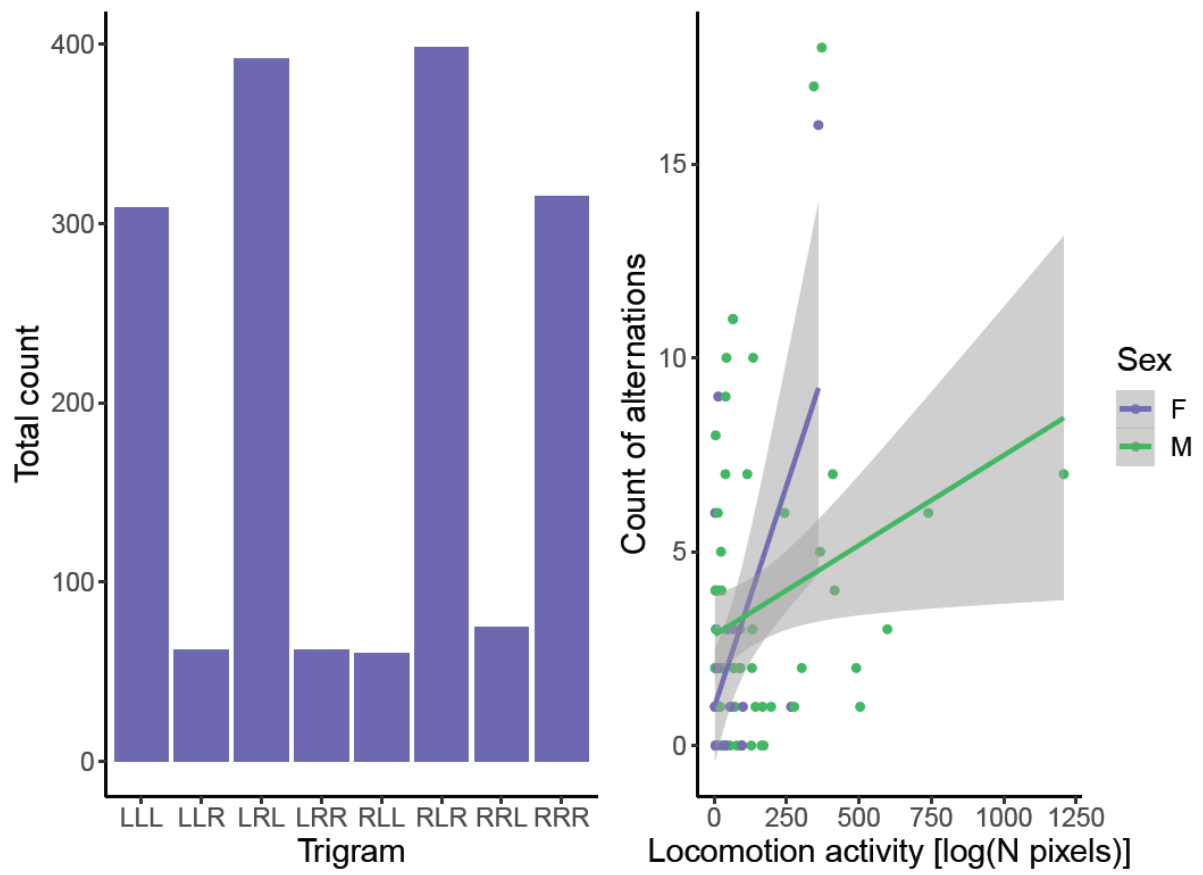 Total count
400
300
200
100
0
LLL LLR LRL LRR RLL RLR RRL RRR
Trigram
Count of alternations
15
10
5
0
0 250 500 750 1000 1250
Locomotion activity [log(N pixels)]
Sex
F
M